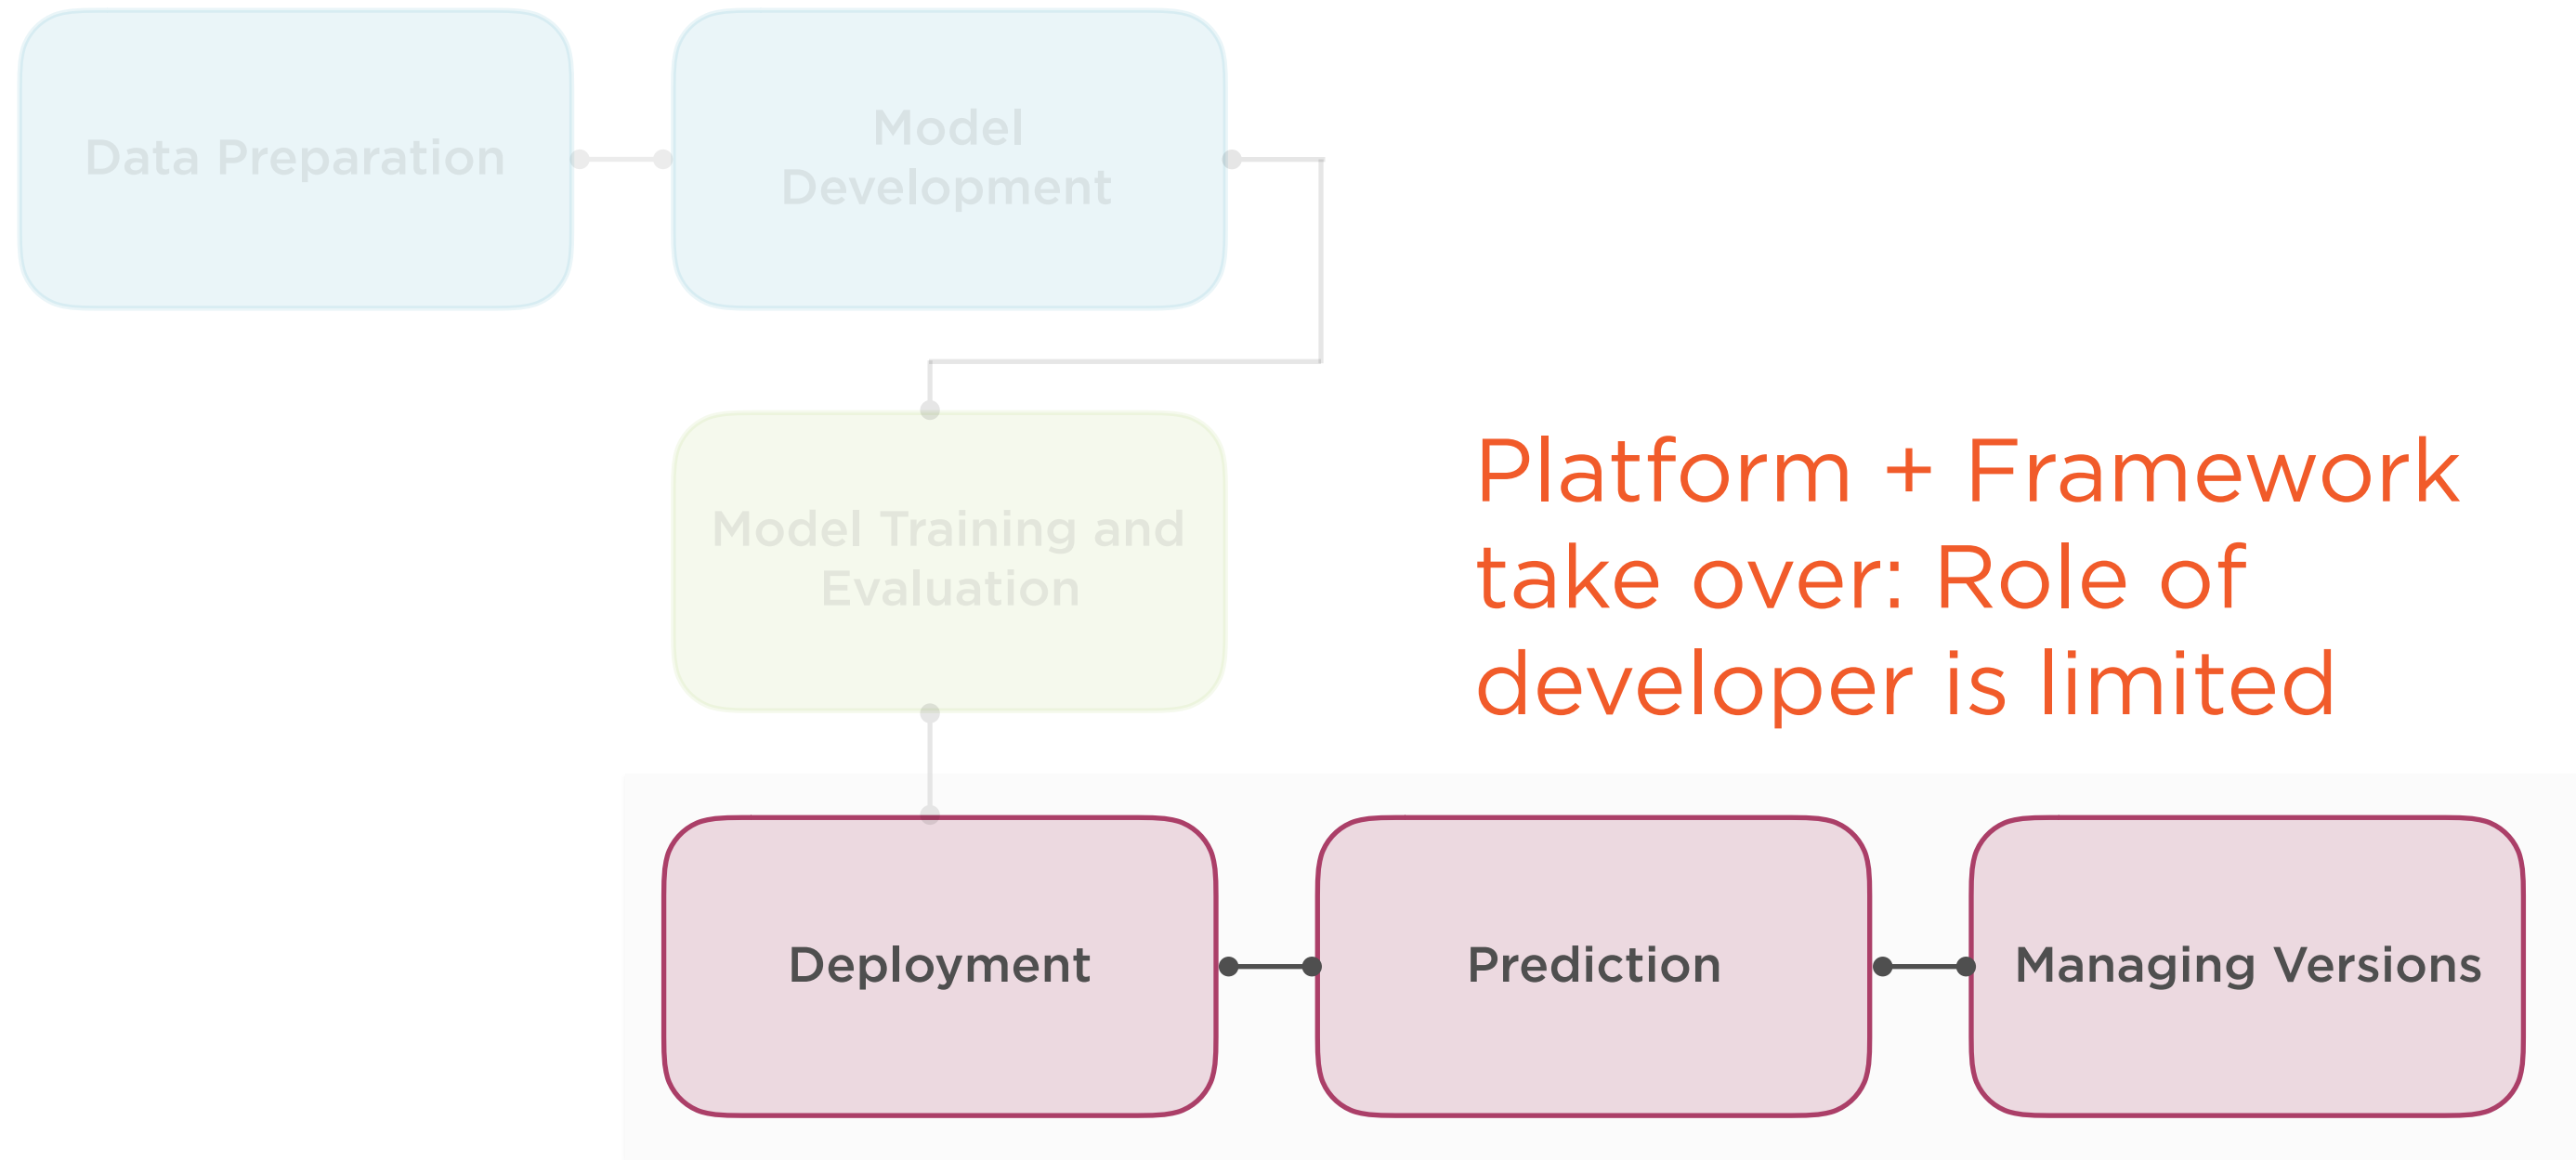 Data Preparation
Model
Development
Model Training and
Evaluation
Platform + Framework
take over: Role of
developer is limited
Deployment
Prediction
Managing Versions